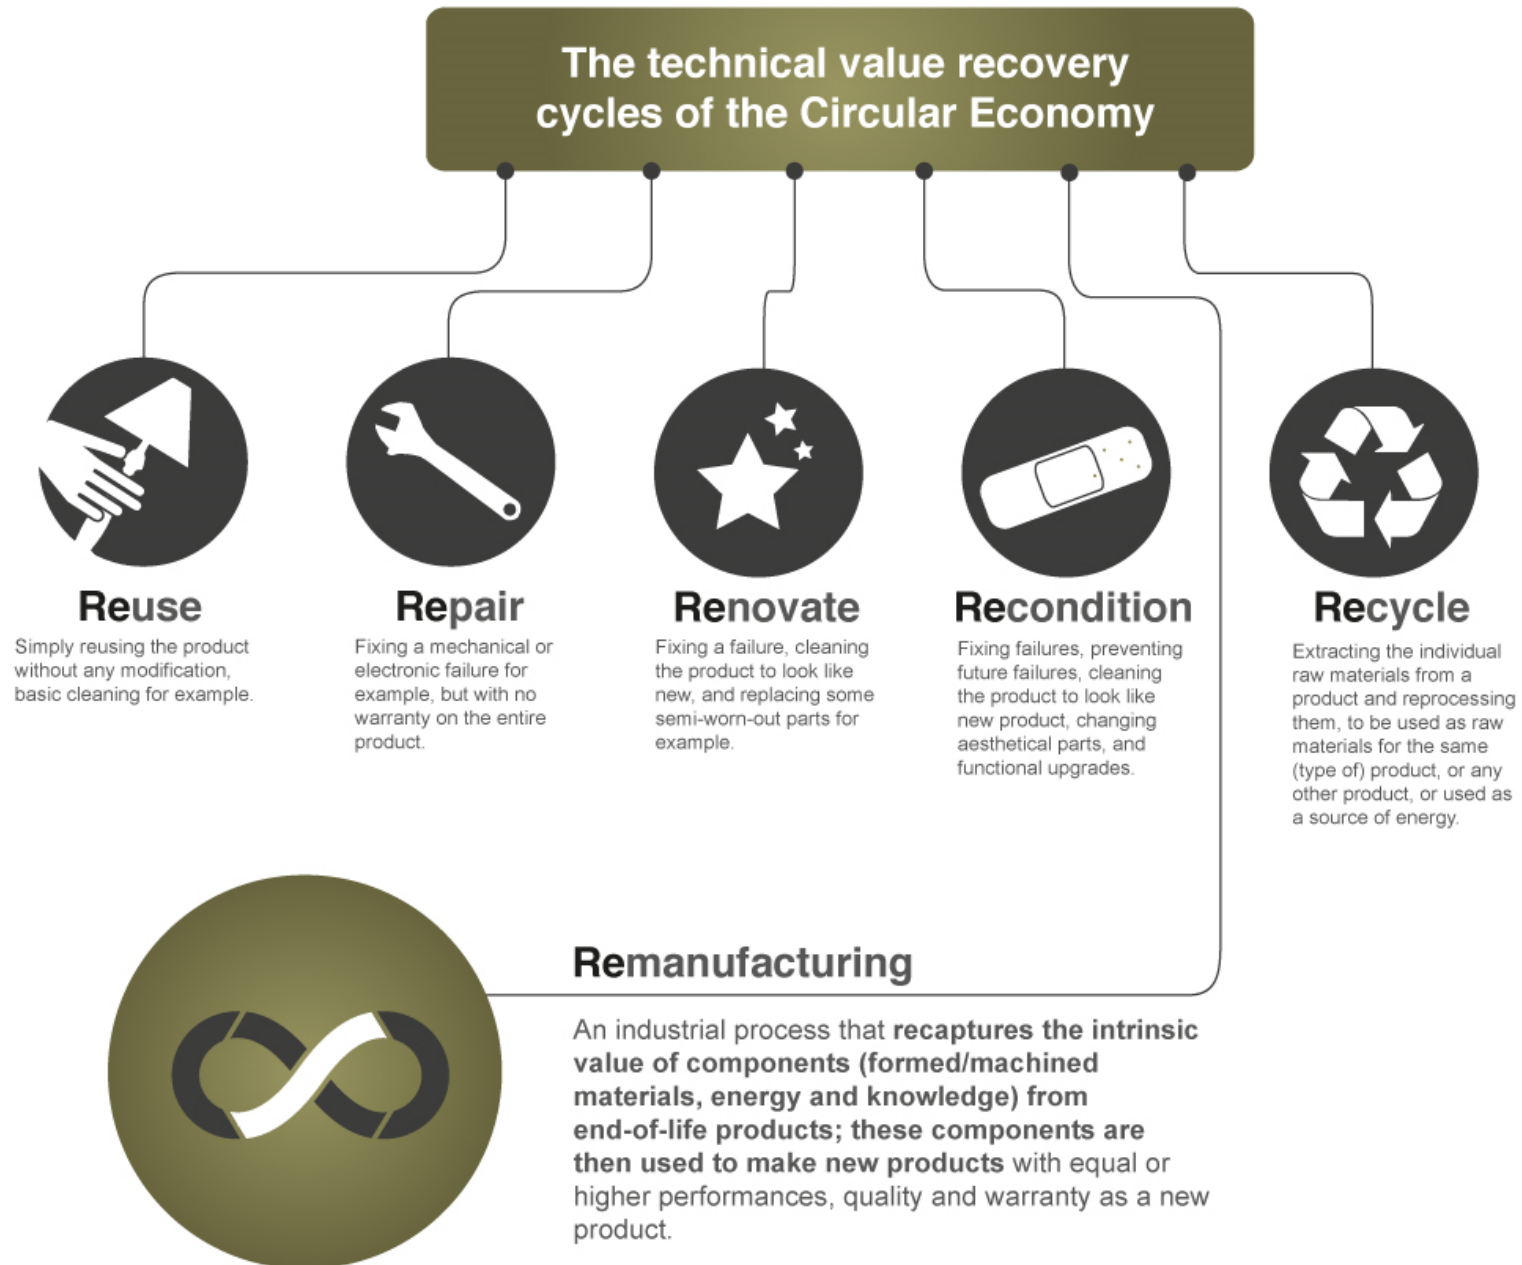 The technical value recovery
cycles of the Circular Economy
Reuse
Simply reusing the product
without any modification,
basic cleaning for example.
Repair
Fixing a mechanical or
electronic failure for
example, but with no
warranty on the entire
product.
Renovate
Fixing a failure, cleaning
the product to look like
new, and replacing some
semi-worn-out parts for
example.
Recondition
Fixing failures, preventing
future failures, cleaning
the product to look like
new product, changing
aesthetical parts, and
functional upgrades.
Recycle
Extracting the individual
raw materials from a
product and reprocessing
them, to be used as raw
materials for the same
(type of) product, or any
other product, or used as
a source of energy.
Remanufacturing
An industrial process that recaptures the intrinsic
value of components (formed/machined
materials, energy and knowledge) from
end-of-life products; these components are
then used to make new products with equal or
higher performances, quality and warranty as a new
product.